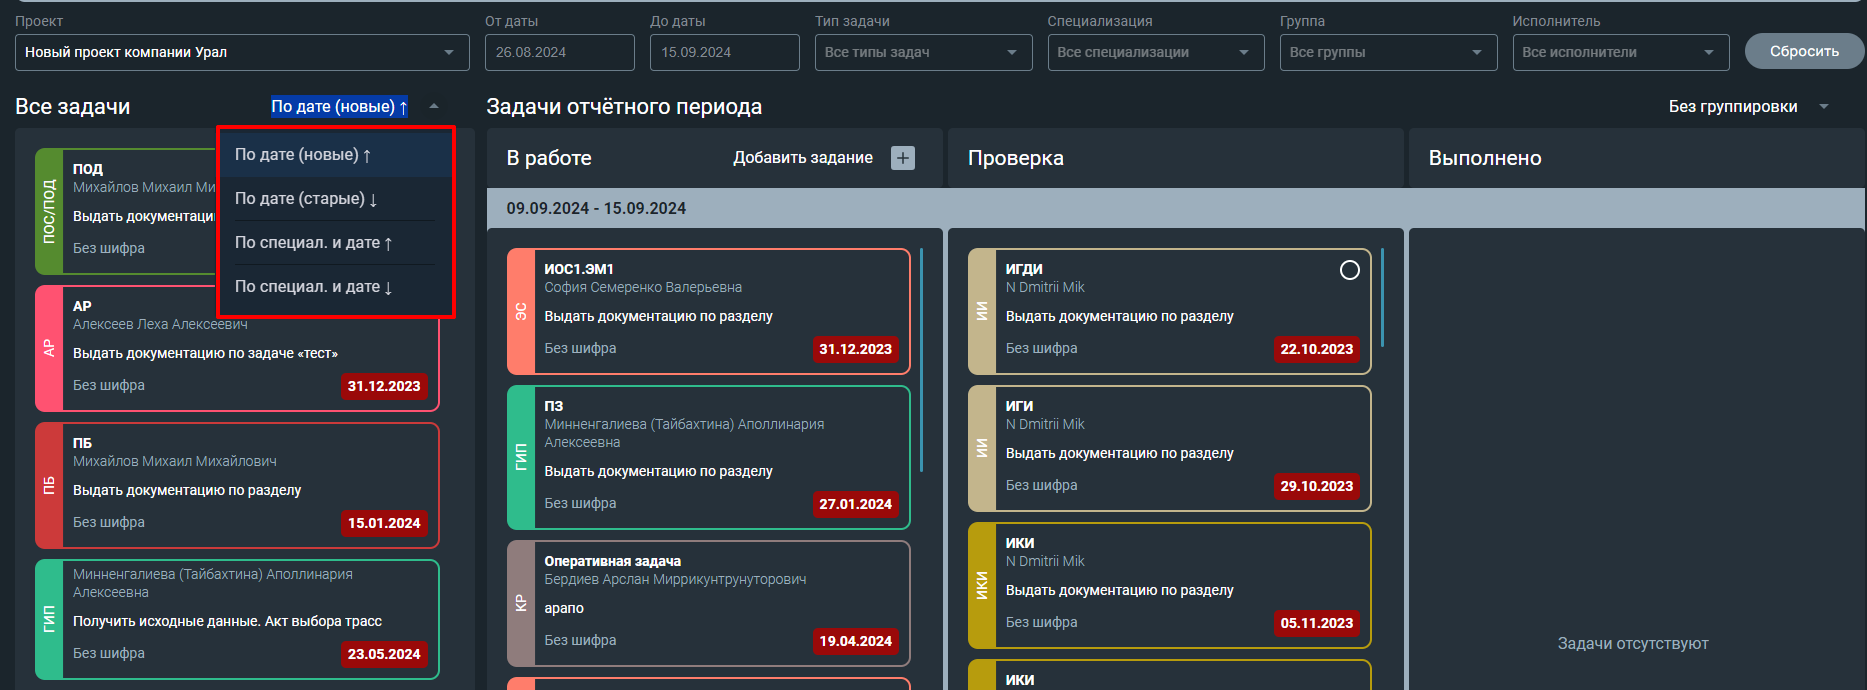 Проект
Новый проект компании Урал
От даты
26.08.2024
До даты
15.09.2024
Тип задачи
Все типы задач
Специализация
Все специализации
Группа
Все группы
Исполнитель
Все исполнители
Сбросить
Все задачи
По дате (новые) ↑
По дате (новые) ↑
По дате (старые) ↓
По специал. и дате ↑
По специал. и дате ↓
ПОС/ПОД
ПОД
Михайлов Михаил Ми
Выдать документаци
Без шифра
АР
АР
Алексеев Леха Алексеевич
Выдать документацию по задаче «тест»
Без шифра
31.12.2023
ПБ
ПБ
Михайлов Михаил Михайлович
Выдать документацию по разделу
Без шифра
15.01.2024
ГИП
Минненгалиева (Тайбахтина) Аполлинария
Алексеевна
Получить исходные данные. Акт выбора трасс
Без шифра
23.05.2024
Задачи отчётного периода
Без группировки
В работе
Добавить задание +
Проверка
Выполнено
09.09.2024 - 15.09.2024
ЭС
ИОС1.ЭМ1
София Семеренко Валерьевна
Выдать документацию по разделу
Без шифра
31.12.2023
ГИП
ПЗ
Минненгалиева (Тайбахтина) Аполлинария
Алексеевна
Выдать документацию по разделу
Без шифра
27.01.2024
КР
Оперативная задача
Бердиев Арслан Миррикунтрунуторович
арапо
Без шифра
19.04.2024
ИИ
ИГДИ
N Dmitrii Mik
Выдать документацию по разделу
Без шифра
22.10.2023
ИИ
ИГИ
N Dmitrii Mik
Выдать документацию по разделу
Без шифра
29.10.2023
ИКИ
ИКИ
N Dmitrii Mik
Выдать документацию по разделу
Без шифра
05.11.2023
ИКИ
Задачи отсутствуют